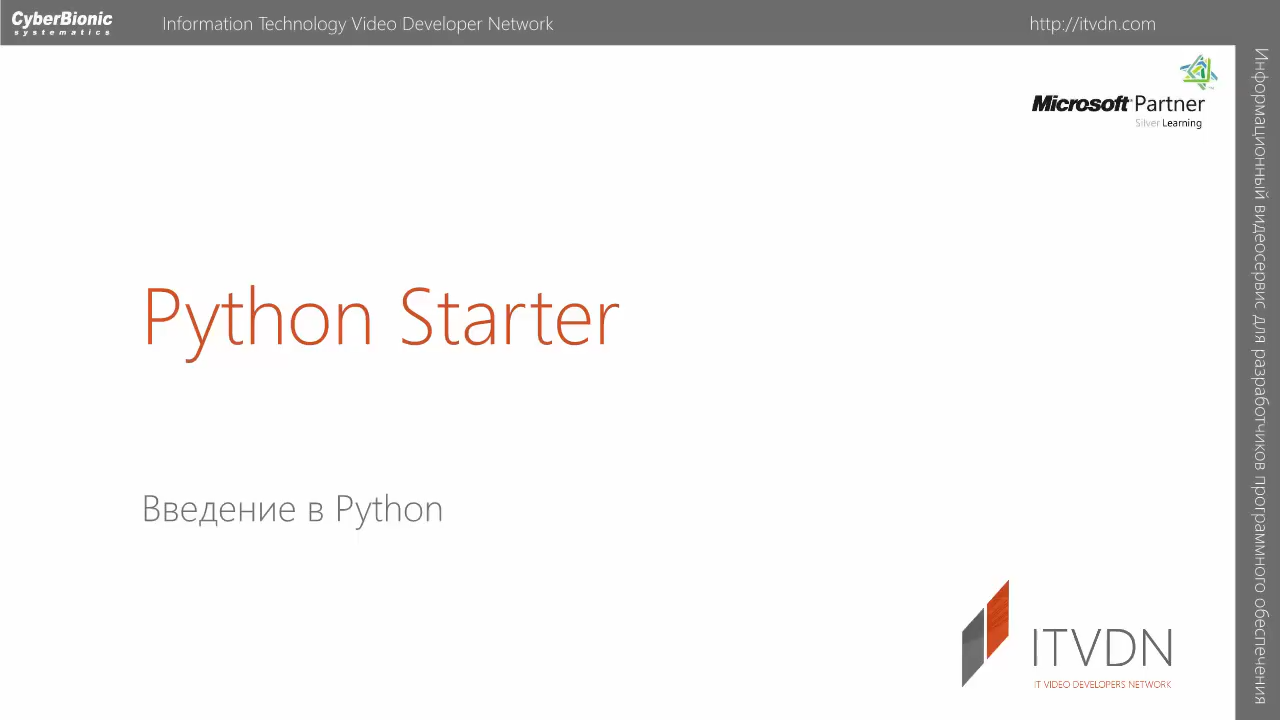 CyberBionic
systematics
Information Technology Video Developer Network
http://itvdn.com
Microsoft Partner
Silver Learning
Python Starter
Введение в Python
ITVDN
IT VIDEO DEVELOPERS NETWORK
Информационный видеосервис для разработчиков программного обеспечения